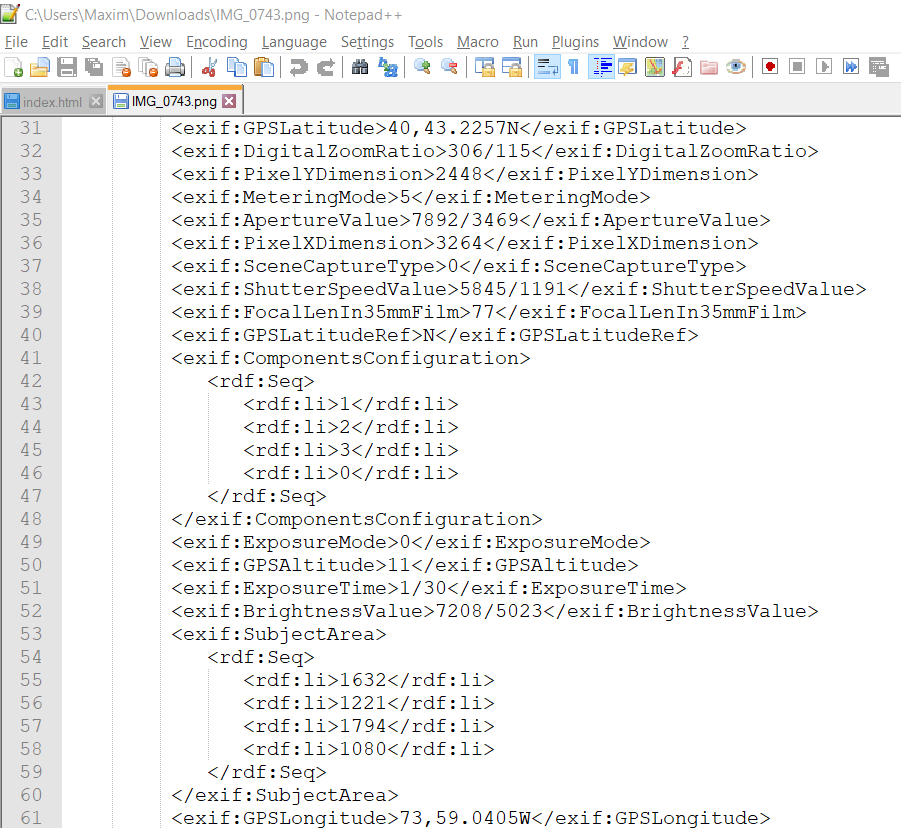 C:\Users\Maxim\Downloads\IMG_0743.png - Notepad++
File Edit Search View Encoding Language Settings Tools Macro Run Plugins Window ?
index.html IMG_0743.png
31 <exif:GPSLatitude>40,43.2257N</exif:GPSLatitude>
32 <exif:DigitalZoomRatio>306/115</exif:DigitalZoomRatio>
33 <exif:PixelYDimension>2448</exif:PixelYDimension>
34 <exif:MeteringMode>5</exif:MeteringMode>
35 <exif:ApertureValue>7892/3469</exif:ApertureValue>
36 <exif:PixelXDimension>3264</exif:PixelXDimension>
37 <exif:SceneCaptureType>0</exif:SceneCaptureType>
38 <exif:ShutterSpeedValue>5845/1191</exif:ShutterSpeedValue>
39 <exif:FocalLenIn35mmFilm>77</exif:FocalLenIn35mmFilm>
40 <exif:GPSLatitudeRef>N</exif:GPSLatitudeRef>
41 <exif:ComponentsConfiguration>
42 <rdf:Seq>
43 <rdf:li>1</rdf:li>
44 <rdf:li>2</rdf:li>
45 <rdf:li>3</rdf:li>
46 <rdf:li>0</rdf:li>
47 </rdf:Seq>
48 </exif:ComponentsConfiguration>
49 <exif:ExposureMode>0</exif:ExposureMode>
50 <exif:GPSAltitude>11</exif:GPSAltitude>
51 <exif:ExposureTime>1/30</exif:ExposureTime>
52 <exif:BrightnessValue>7208/5023</exif:BrightnessValue>
53 <exif:SubjectArea>
54 <rdf:Seq>
55 <rdf:li>1632</rdf:li>
56 <rdf:li>1221</rdf:li>
57 <rdf:li>1794</rdf:li>
58 <rdf:li>1080</rdf:li>
59 </rdf:Seq>
60 </exif:SubjectArea>
61 <exif:GPSLongitude>73,59.0405W</exif:GPSLongitude>